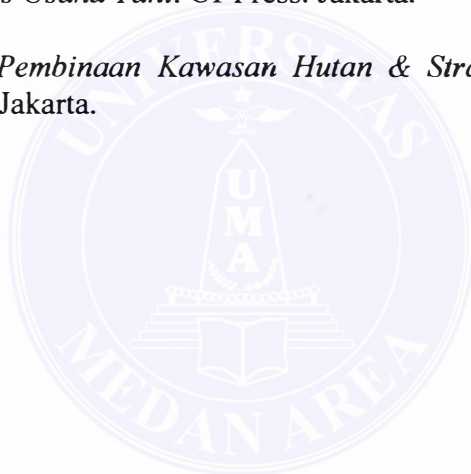 s Usaha Tani. UI Press. Jakarta.
Pembinaan Kawasan Hutan & Stra
Jakarta.
UNIVERSITAS
UMA
MEDAN AREA